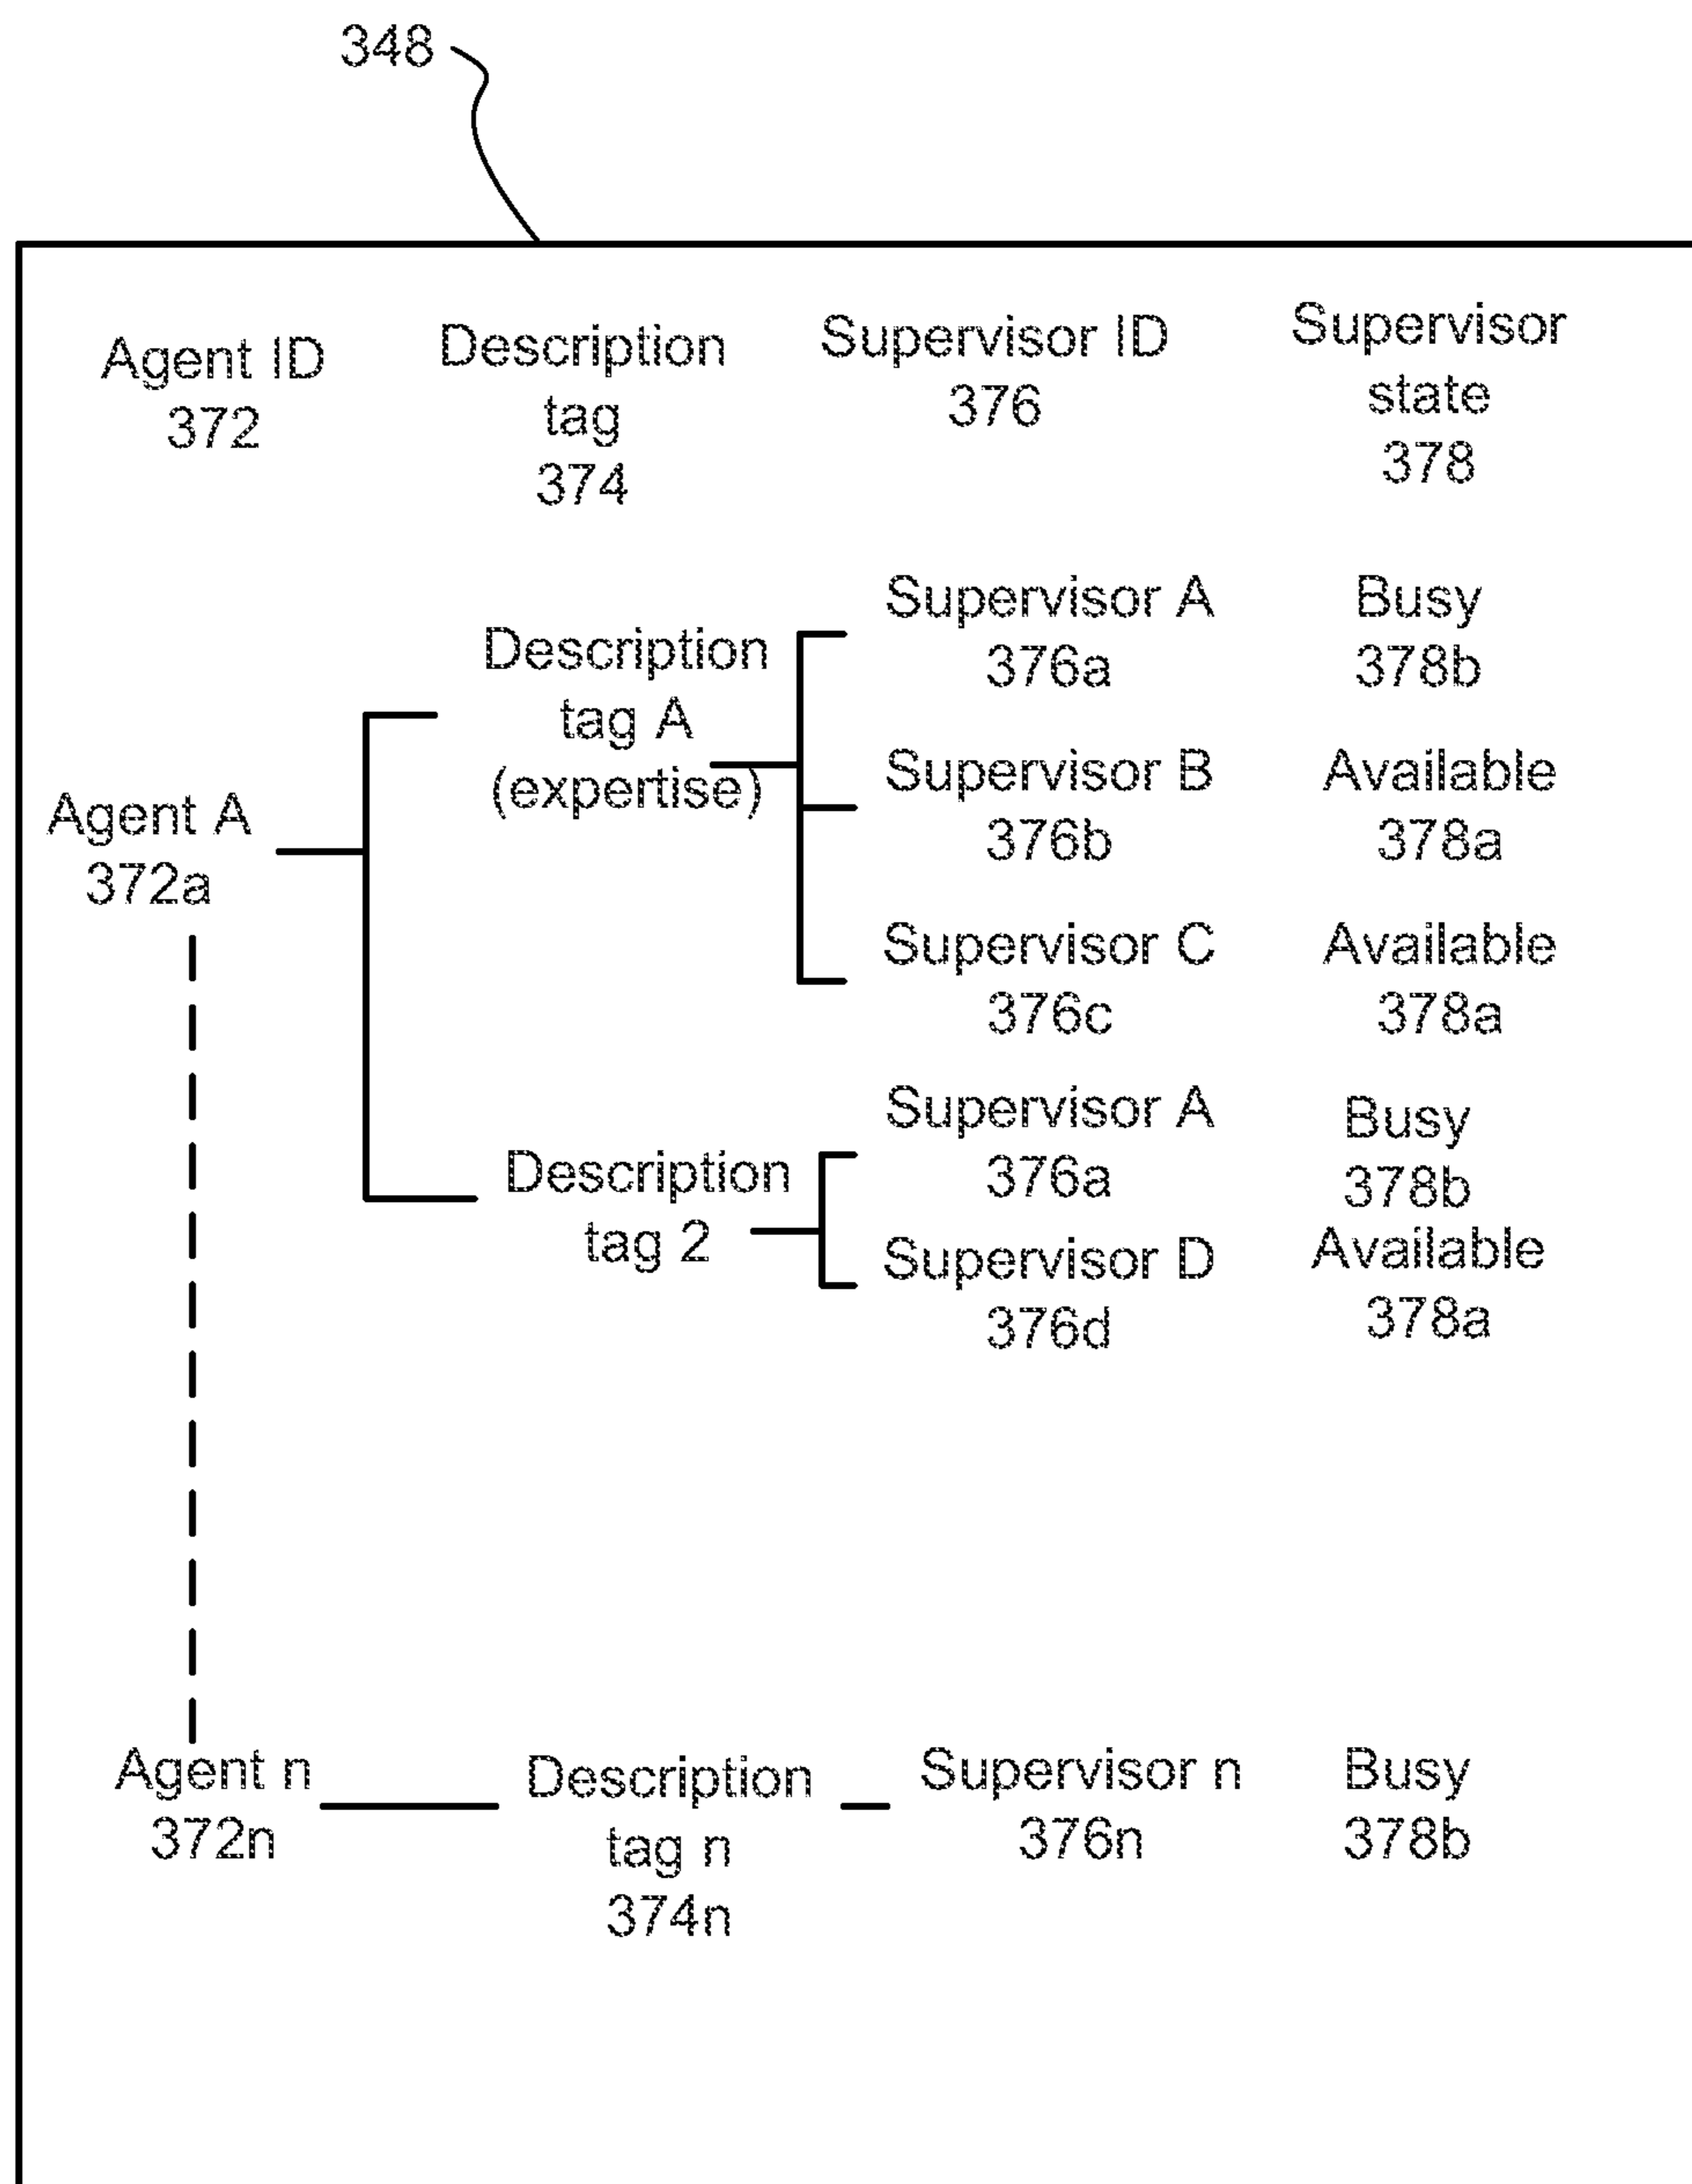 348
Agent ID
372
Description
tag
374
Supervisor ID
376
Supervisor
state
378
Agent A
372a
Description
tag A
(expertise)
Supervisor A
376a
Busy
378b
Supervisor B
376b
Available
378a
Supervisor C
376c
Available
378a
Description
tag 2
Supervisor A
376a
Busy
378b
Supervisor D
376d
Available
378a
Agent n
372n
Description
tag n
374n
Supervisor n
376n
Busy
378b